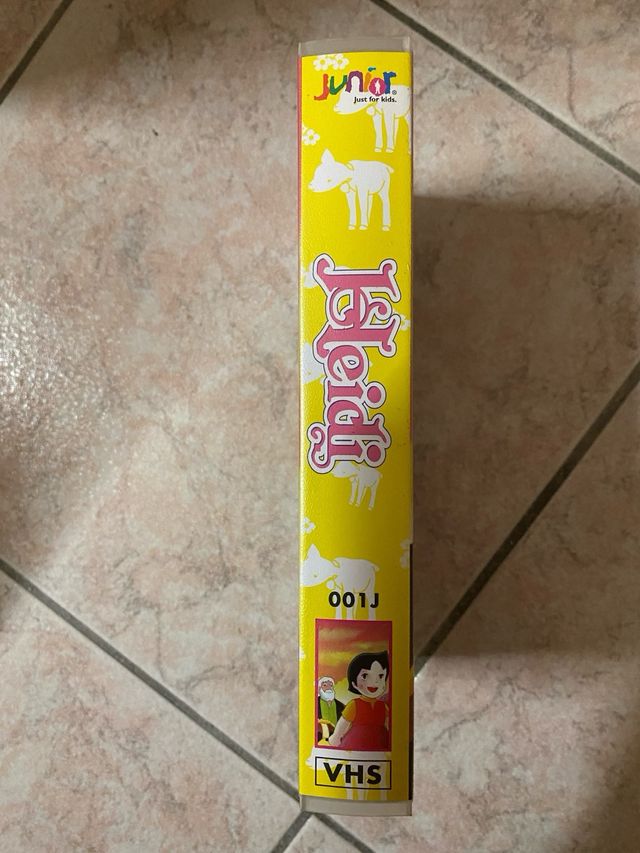 Junior®
Just for kids.
Heidi
001J
VHS